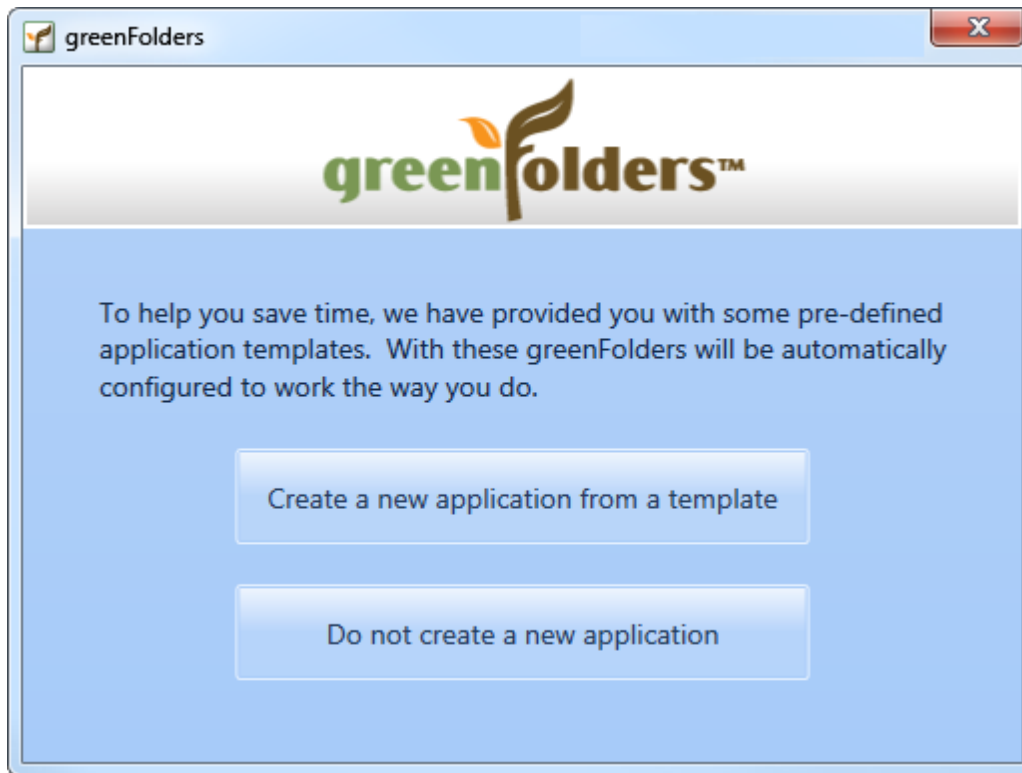 greenFolders
greenfolders™
To help you save time, we have provided you with some pre-defined
application templates.  With these greenFolders will be automatically
configured to work the way you do.
Create a new application from a template
Do not create a new application